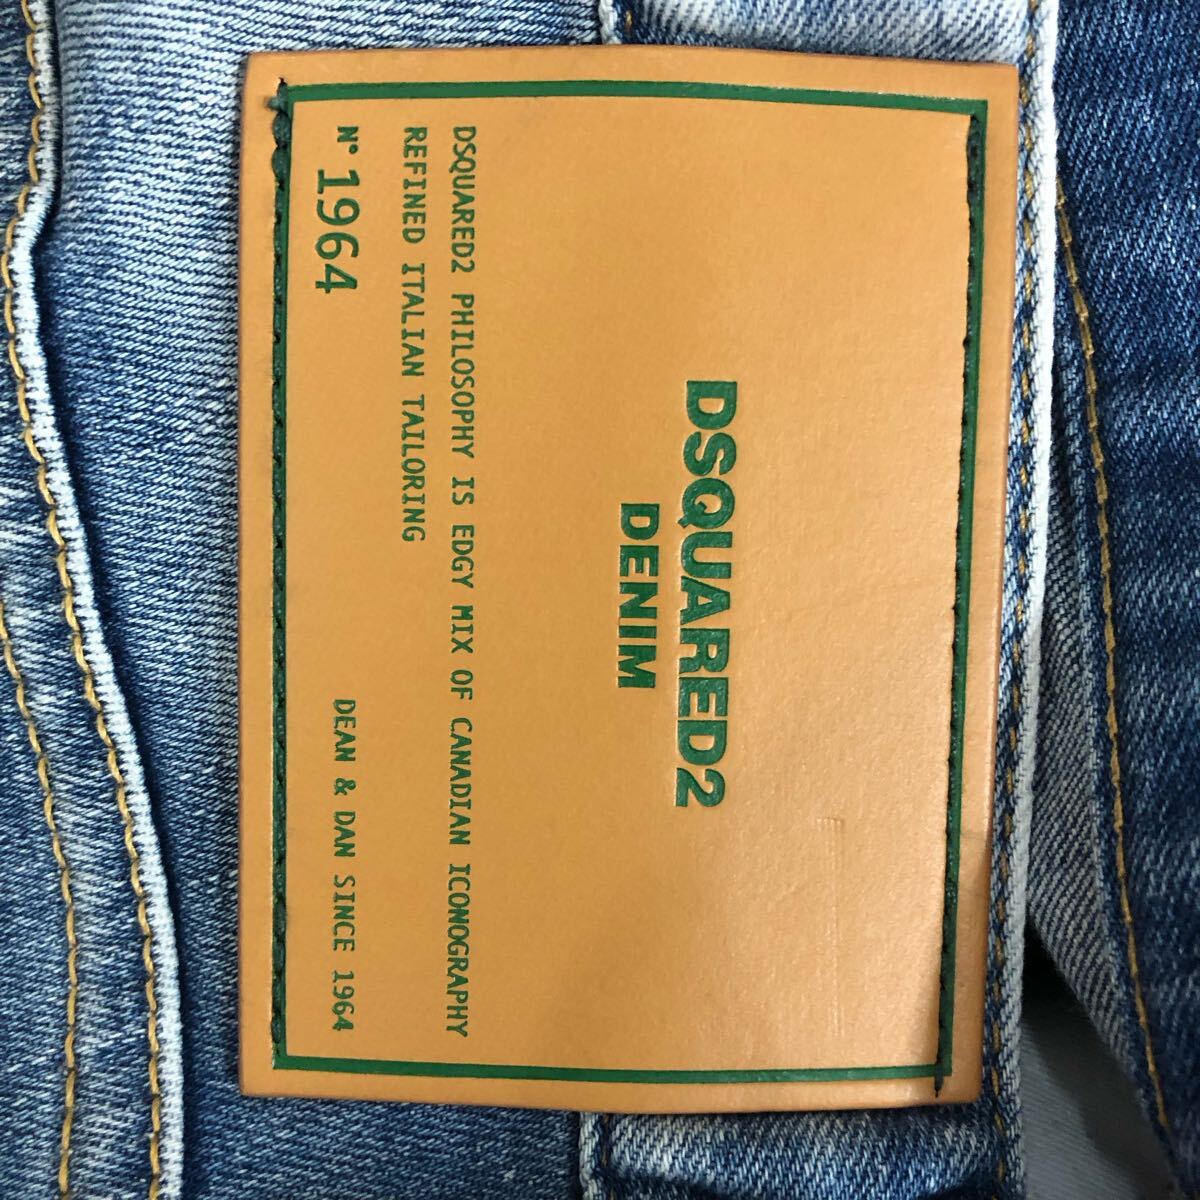 DSQUARED2
DENIM
DSQUARED2 PHILOSOPHY IS EDGY MIX OF CANADIAN ICONOGRAPHY
REFINED ITALIAN TAILORING
N° 1964
DEAN & DAN SINCE 1964